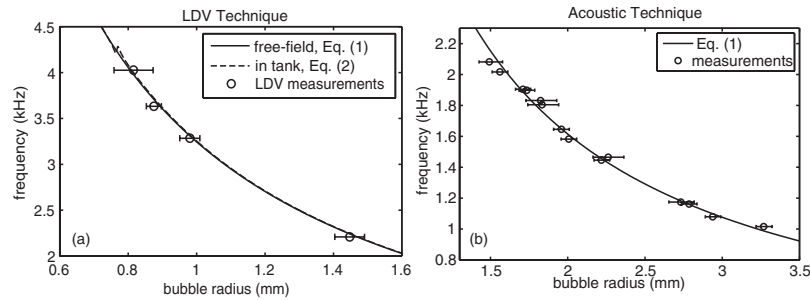 LDV Technique
4.5
4
3.5
3
2.5
2
frequency (kHz)
free-field, Eq. (1)
in tank, Eq. (2)
LDV measurements
(a)
0.6 0.8 1 1.2 1.4 1.6
bubble radius (mm)
Acoustic Technique
2.2
2
1.8
1.6
1.4
1.2
1
0.8
frequency (kHz)
Eq. (1)
measurements
(b)
1.5 2 2.5 3 3.5
bubble radius (mm)